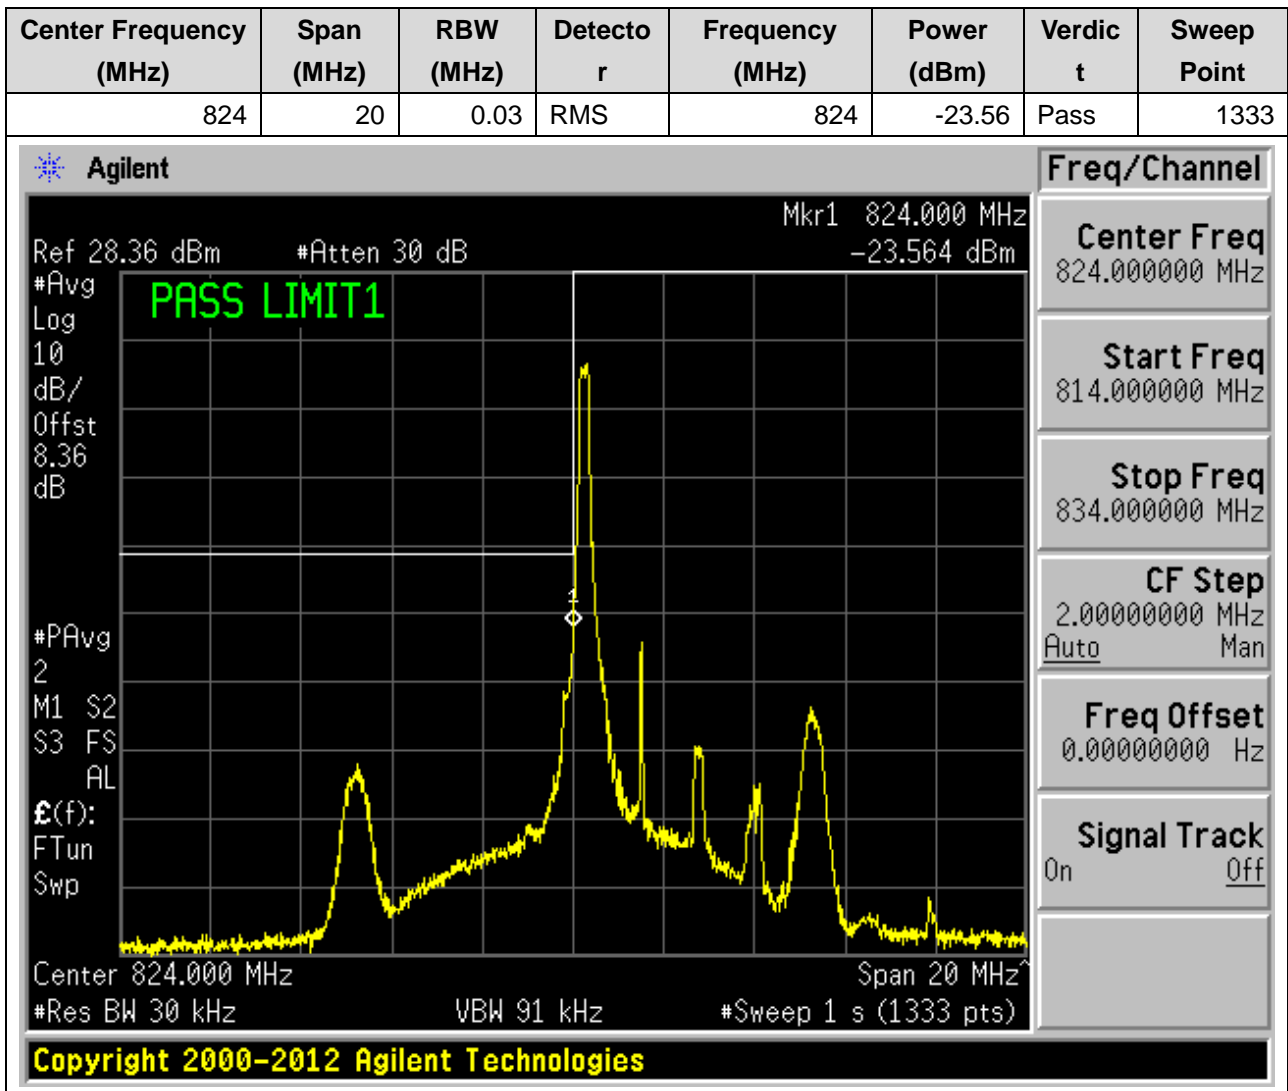 Center Frequency (MHz) Span (MHz) RBW (MHz) Detecto r Frequency (MHz) Power (dBm) Verdic t Sweep Point
824 20 0.03 RMS 824 -23.56 Pass 1333
Agilent
Freq/Channel
Mkr1 824.000 MHz
Ref 28.36 dBm #Atten 30 dB -23.564 dBm
#Avg
Log
10
dB/
Offst
8.36
dB
PASS LIMIT1
1
#PAvg
2
M1 S2
S3 FS
AL
£(f):
FTun
Swp
Center 824.000 MHz Span 20 MHz^
#Res BW 30 kHz VBW 91 kHz #Sweep 1 s (1333 pts)
Center Freq
824.000000 MHz
Start Freq
814.000000 MHz
Stop Freq
834.000000 MHz
CF Step
2.00000000 MHz
Auto Man
Freq Offset
0.00000000 Hz
Signal Track
On Off
Copyright 2000-2012 Agilent Technologies